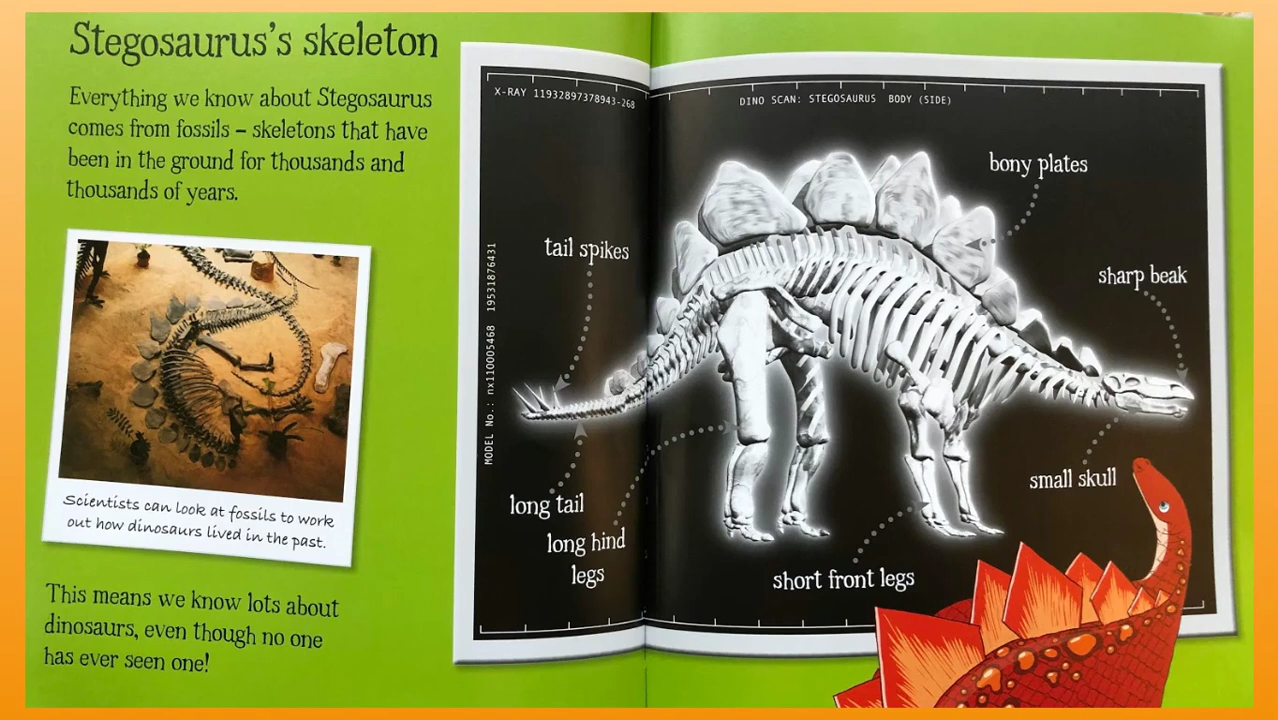 Stegosaurus's skeleton
Everything we know about Stegosaurus
comes from fossils – skeletons that have
been in the ground for thousands and
thousands of years.
Scientists can look at fossils to work
out how dinosaurs lived in the past.
This means we know lots about
dinosaurs, even though no one
has ever seen one!
X-RAY 11932897378943-268
DINO SCAN: STEGOSAURUS BODY (SIDE)
MODEL No.: nx110005468 19531876431
bony plates
tail spikes
sharp beak
small skull
long tail
long hind
legs
short front legs